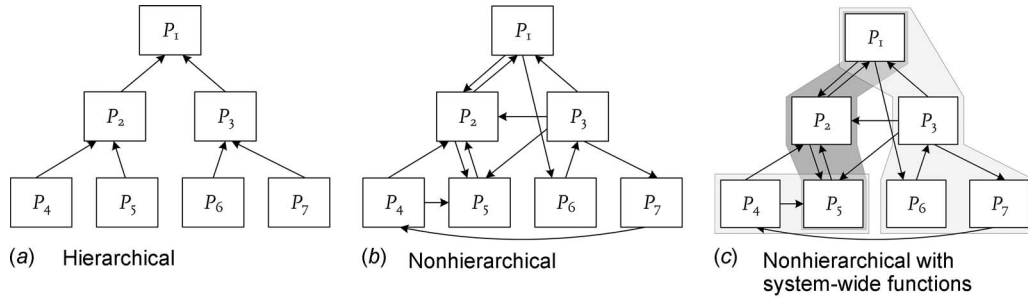 P1
P2 P3
P4 P5 P6 P7
(a) Hierarchical
P1
P2 P3
P4 P5 P6 P7
(b) Nonhierarchical
P1
P2 P3
P4 P5 P6 P7
(c) Nonhierarchical with
system-wide functions